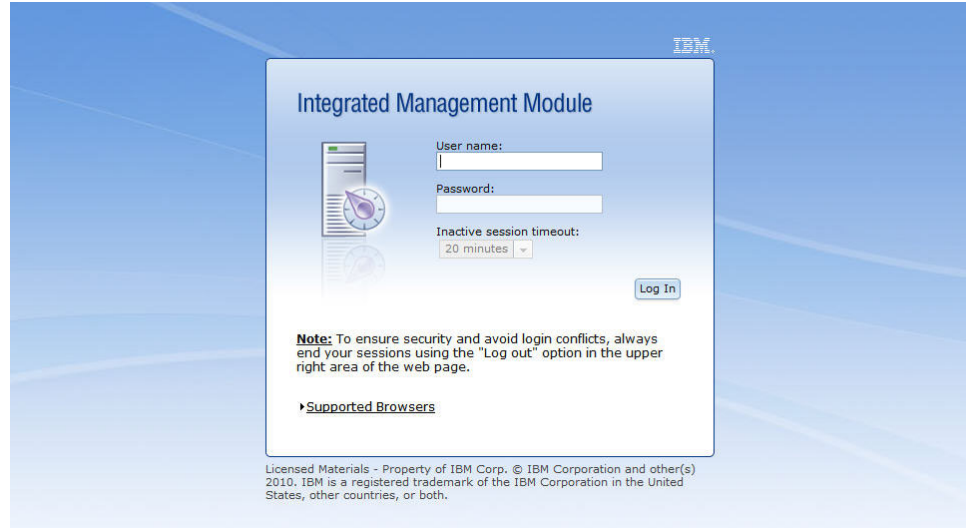 IBM.
Integrated Management Module
User name:
Password:
Inactive session timeout:
20 minutes
Log In
Note: To ensure security and avoid login conflicts, always
end your sessions using the "Log out" option in the upper
right area of the web page.
Supported Browsers
Licensed Materials - Property of IBM Corp. © IBM Corporation and other(s)
2010. IBM is a registered trademark of the IBM Corporation in the United
States, other countries, or both.